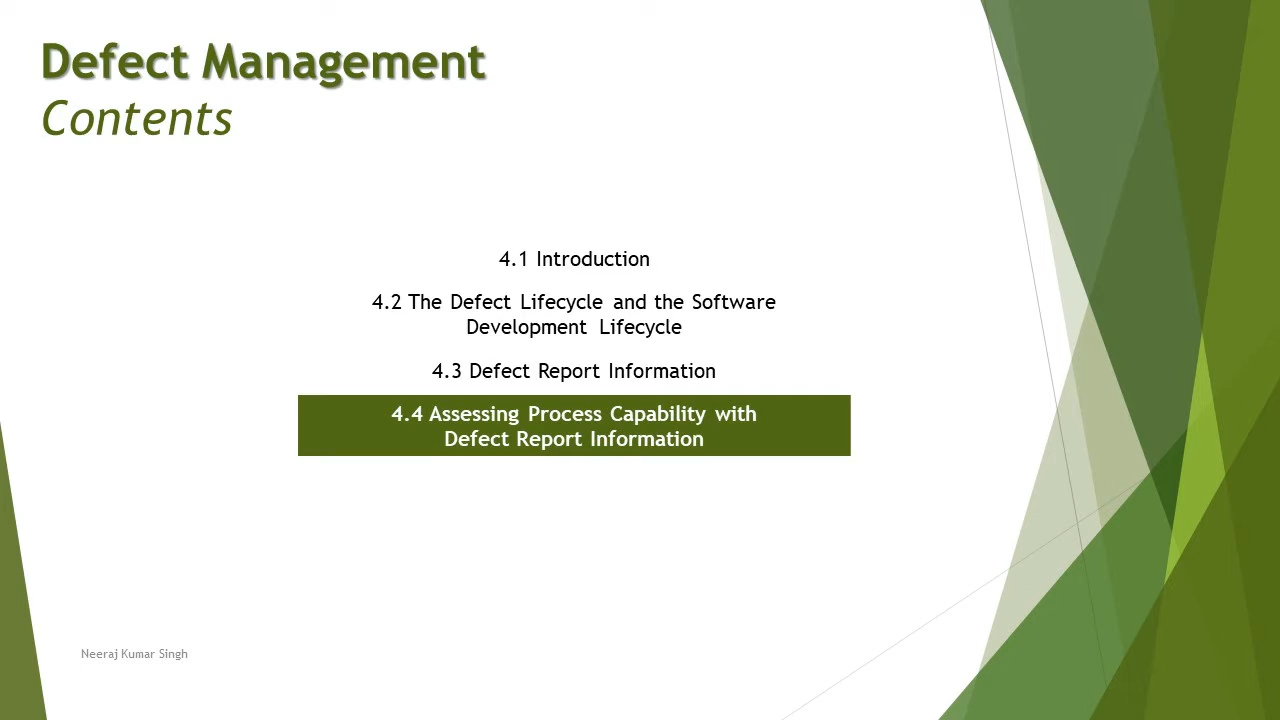 Defect Management
Contents
4.1 Introduction
4.2 The Defect Lifecycle and the Software
Development Lifecycle
4.3 Defect Report Information
4.4 Assessing Process Capability with
Defect Report Information
Neeraj Kumar Singh